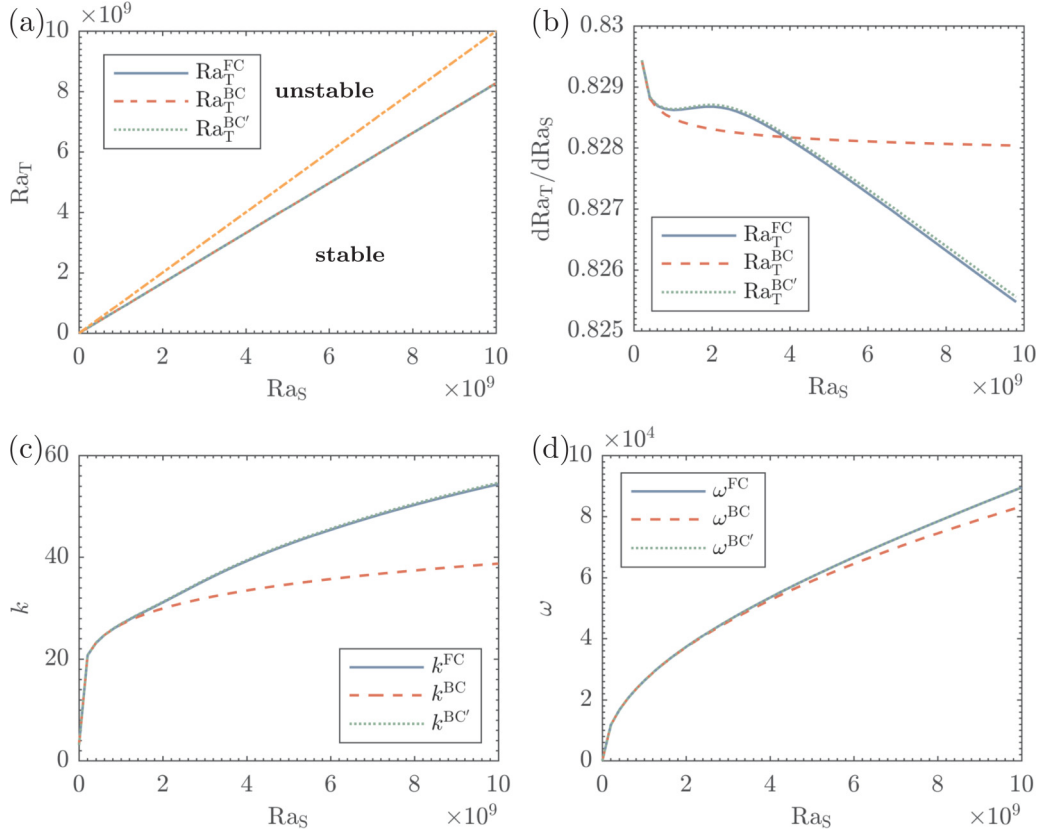 (a)
×10⁹
10
8
6
4
2
0
Ra_T
Ra_T^FC
Ra_T^BC
Ra_T^BC′
unstable
stable
0 2 4 6 8 10
Ra_S ×10⁹
(b)
0.83
0.829
0.828
0.827
0.826
0.825
dRa_T/dRa_S
Ra_T^FC
Ra_T^BC
Ra_T^BC′
0 2 4 6 8 10
Ra_S ×10⁹
(c)
60
40
20
0
k
k^FC
k^BC
k^BC′
0 2 4 6 8 10
Ra_S ×10⁹
(d)
×10⁴
10
8
6
4
2
0
ω
ω^FC
ω^BC
ω^BC′
0 2 4 6 8 10
Ra_S ×10⁹